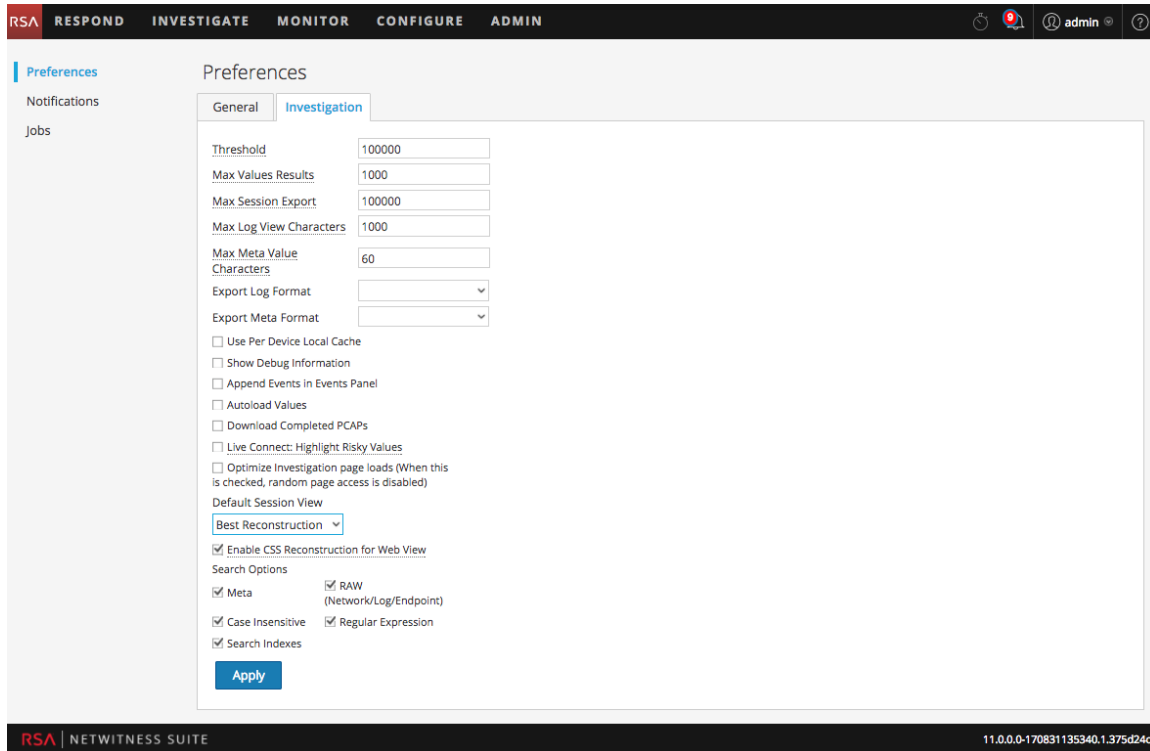 RSA RESPOND INVESTIGATE MONITOR CONFIGURE ADMIN 9 admin ?
Preferences
Notifications
Jobs
Preferences
General Investigation
Threshold 100000
Max Values Results 1000
Max Session Export 100000
Max Log View Characters 1000
Max Meta Value
Characters 60
Export Log Format
Export Meta Format
Use Per Device Local Cache
Show Debug Information
Append Events in Events Panel
Autoload Values
Download Completed PCAPs
Live Connect: Highlight Risky Values
Optimize Investigation page loads (When this
is checked, random page access is disabled)
Default Session View
Best Reconstruction
Enable CSS Reconstruction for Web View
Search Options
Meta RAW
(Network/Log/Endpoint)
Case Insensitive Regular Expression
Search Indexes
Apply
RSA NETWITNESS SUITE 11.0.0.0-170831135340.1.375d24c